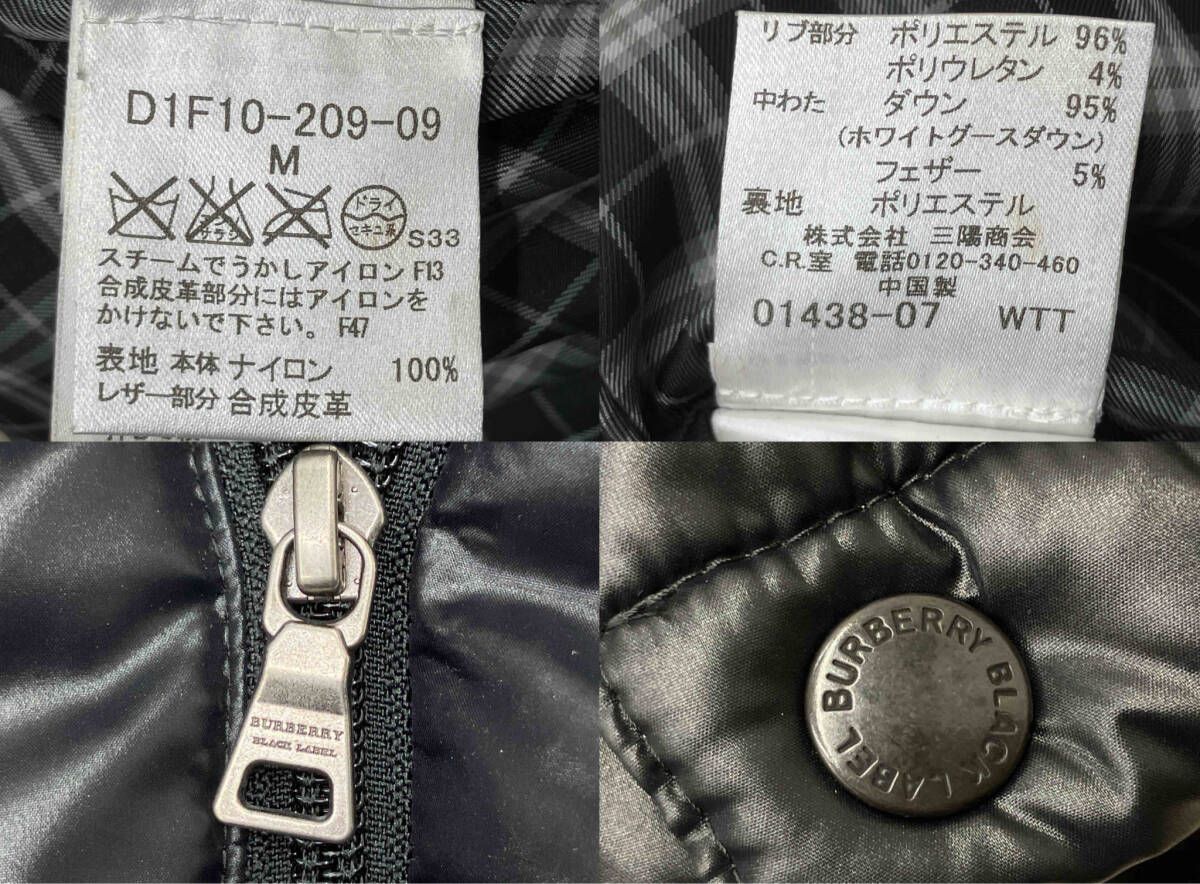 D1F10-209-09
M
サラシ
ドライ
セキユ系
S33
スチームでうかしアイロン F13
合成皮革部分にはアイロンを
かけないで下さい。F47
表地 本体 ナイロン 100%
レザー部分 合成皮革
リブ部分 ポリエステル 96%
ポリウレタン 4%
中わた ダウン 95%
(ホワイトグースダウン)
フェザー 5%
裏地 ポリエステル
株式会社 三陽商会
C.R.室 電話0120-340-460
中国製
01438-07 WTT
BURBERRY
BLACK LABEL
BURBERRY BLACK LABEL